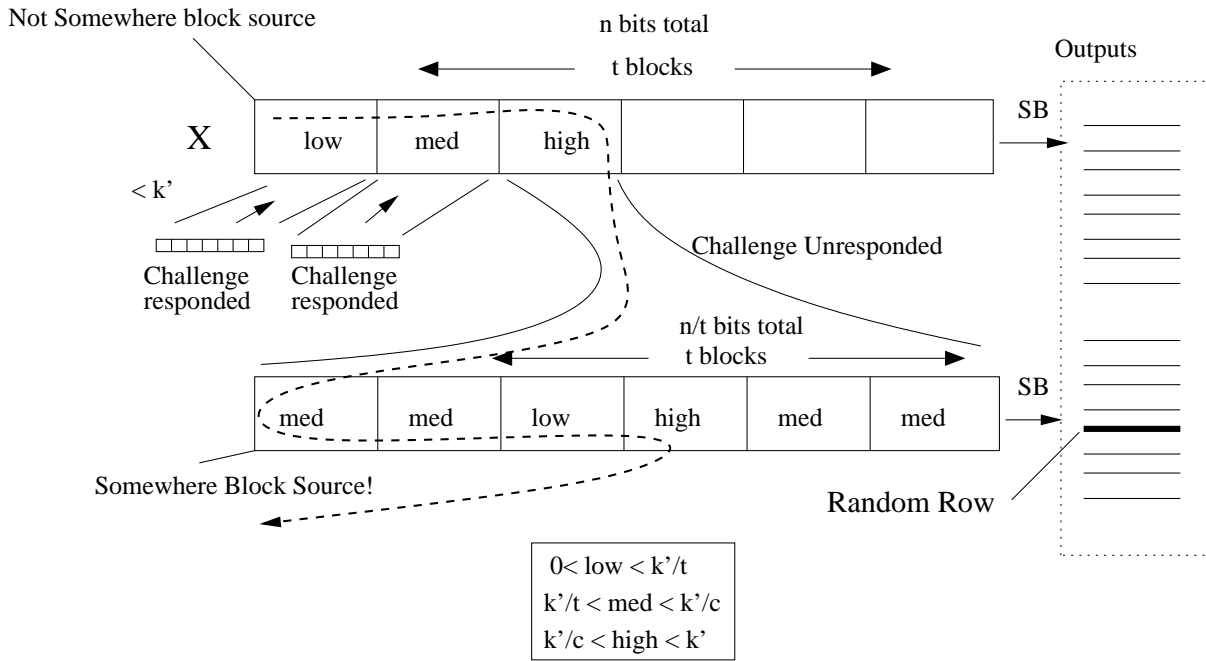 Not Somewhere block source
n bits total
t blocks
Outputs
SB
X
low med high
< k’
Challenge
responded
Challenge
responded
Challenge Unresponded
n/t bits total
t blocks
SB
med med low high med med
Somewhere Block Source!
Random Row
0< low < k’/t
k’/t < med < k’/c
k’/c < high < k’